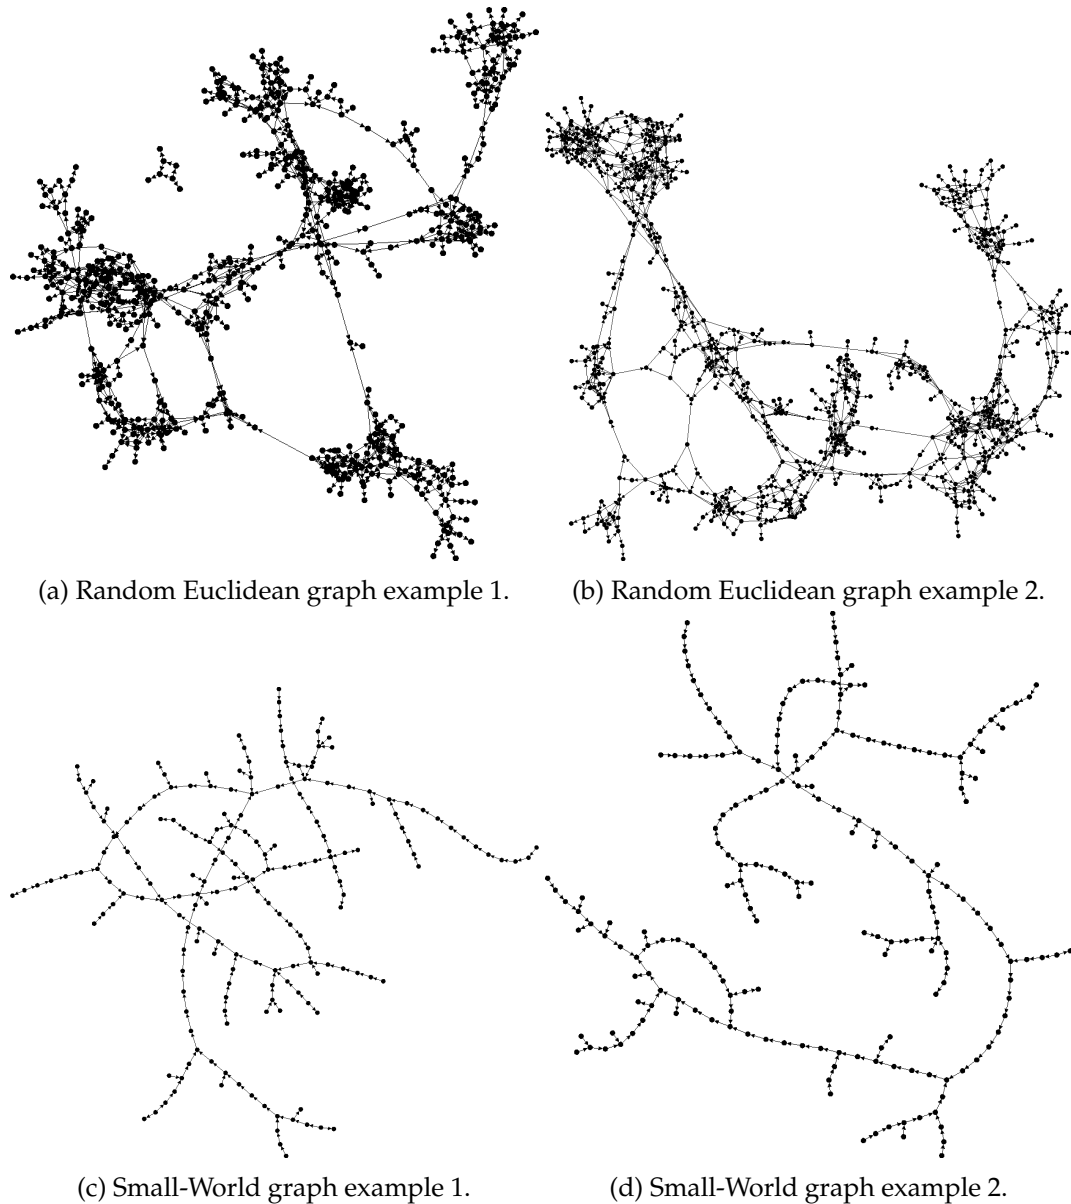 (a) Random Euclidean graph example 1.
(b) Random Euclidean graph example 2.
(c) Small-World graph example 1.
(d) Small-World graph example 2.